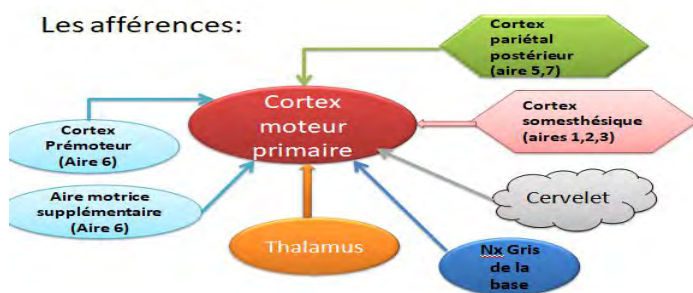 Les afférences:
Cortex
pariétal
postérieur
(aire 5,7)
Cortex
moteur
primaire
Cortex
somesthésique
(aires 1,2,3)
Cortex
Prémoteur
(Aire 6)
Aire motrice
supplémentaire
(Aire 6)
Cervelet
Thalamus
Nx Gris
de la
base